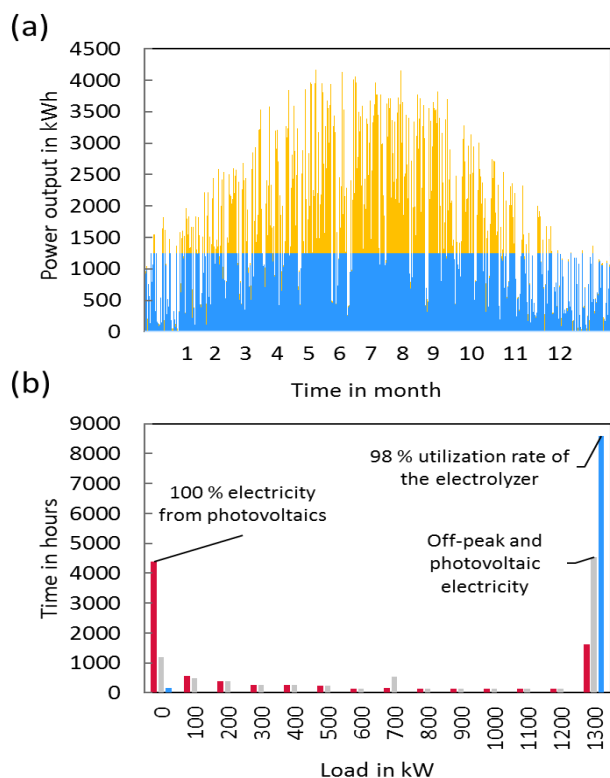 (a)
Power output in kWh
4500
4000
3500
3000
2500
2000
1500
1000
500
0
1 2 3 4 5 6 7 8 9 10 11 12
Time in month
(b)
Time in hours
9000
8000
7000
6000
5000
4000
3000
2000
1000
0
98 % utilization rate of
the electrolyzer
100 % electricity
from photovoltaics
Off-peak and
photovoltaic
electricity
0 100 200 300 400 500 600 700 800 900 1000 1100 1200 1300
Load in kW